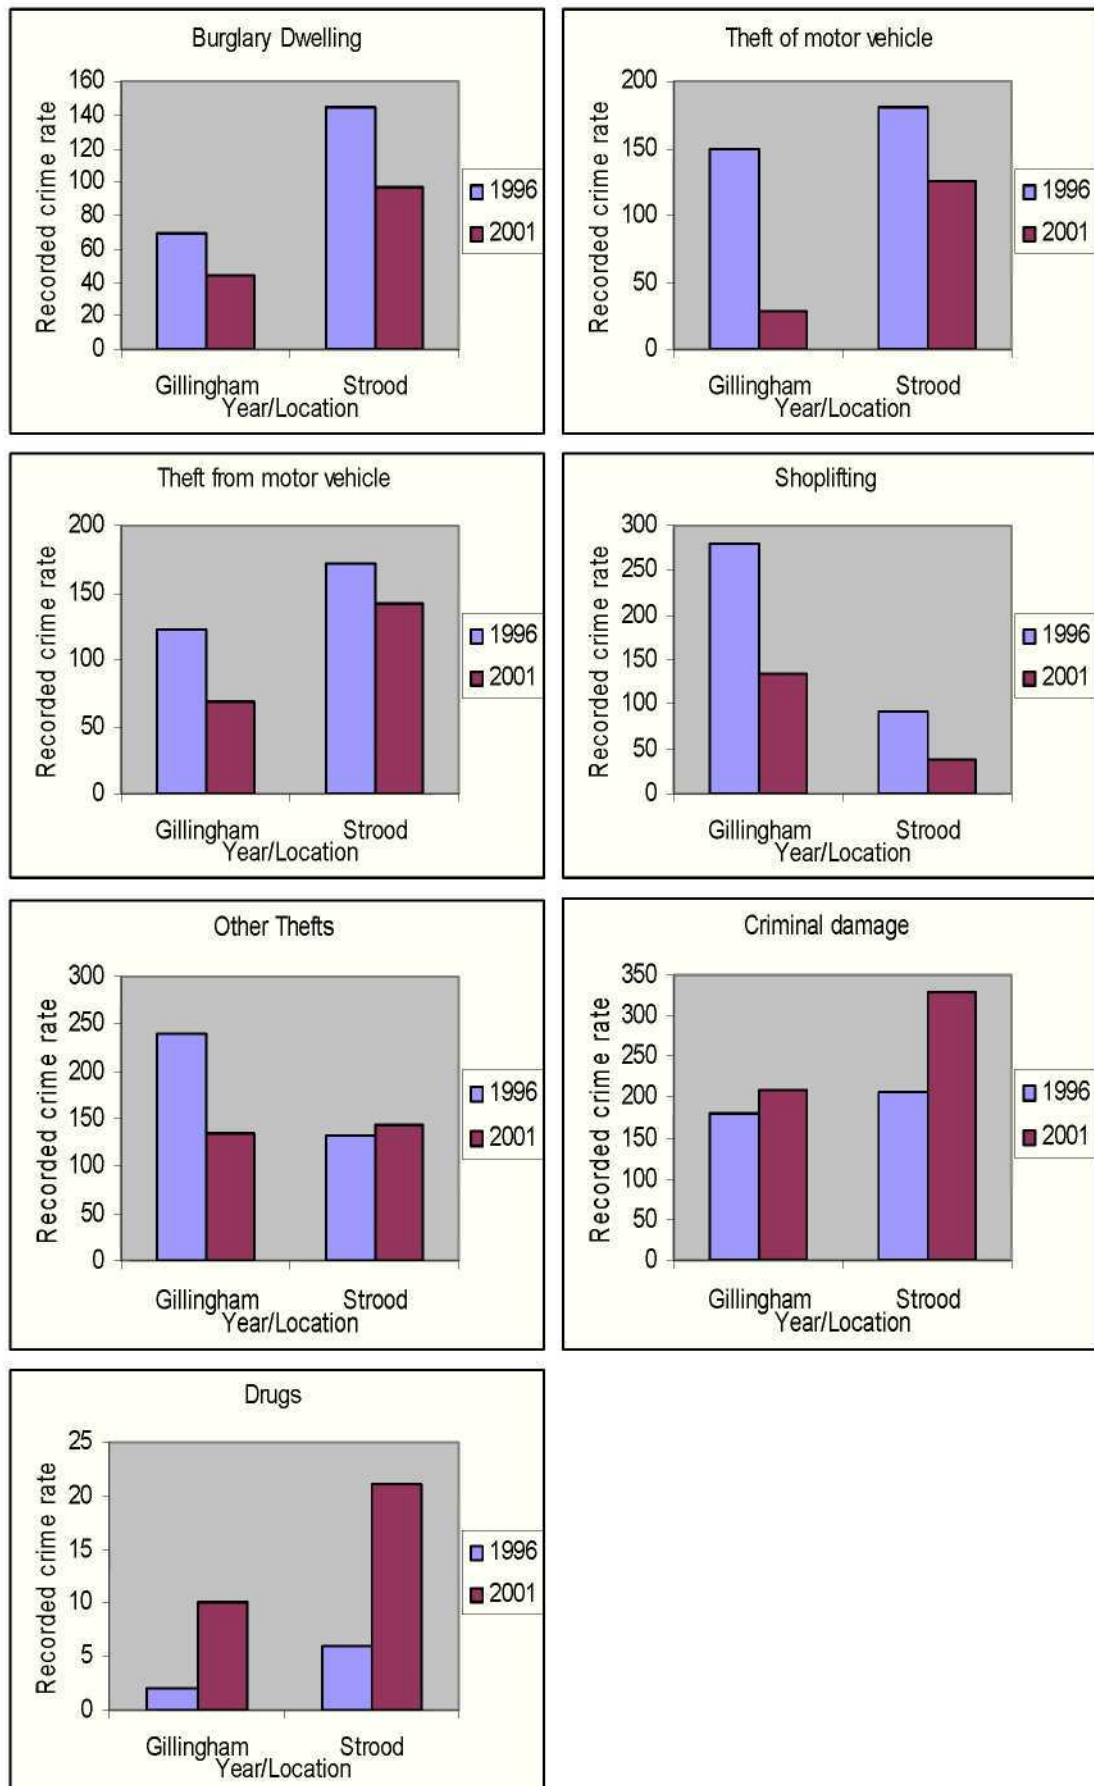 Burglary Dwelling
Recorded crime rate
160
140
120
100
80
60
40
20
0
Gillingham
Strood
Year/Location
1996
2001
Theft of motor vehicle
Recorded crime rate
200
150
100
50
0
Gillingham
Strood
Year/Location
1996
2001
Theft from motor vehicle
Recorded crime rate
200
150
100
50
0
Gillingham
Strood
Year/Location
1996
2001
Shoplifting
Recorded crime rate
300
250
200
150
100
50
0
Gillingham
Strood
Year/Location
1996
2001
Other Thefts
Recorded crime rate
300
250
200
150
100
50
0
Gillingham
Strood
Year/Location
1996
2001
Criminal damage
Recorded crime rate
350
300
250
200
150
100
50
0
Gillingham
Strood
Year/Location
1996
2001
Drugs
Recorded crime rate
25
20
15
10
5
0
Gillingham
Strood
Year/Location
1996
2001